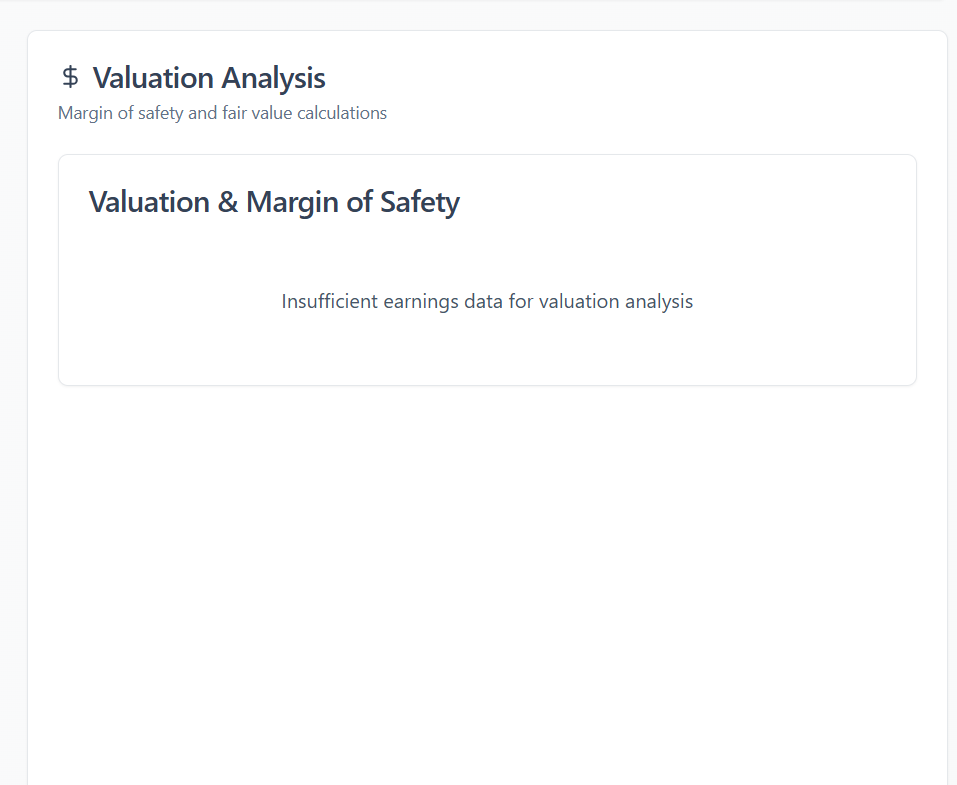 $ Valuation Analysis
Margin of safety and fair value calculations
Valuation & Margin of Safety
Insufficient earnings data for valuation analysis